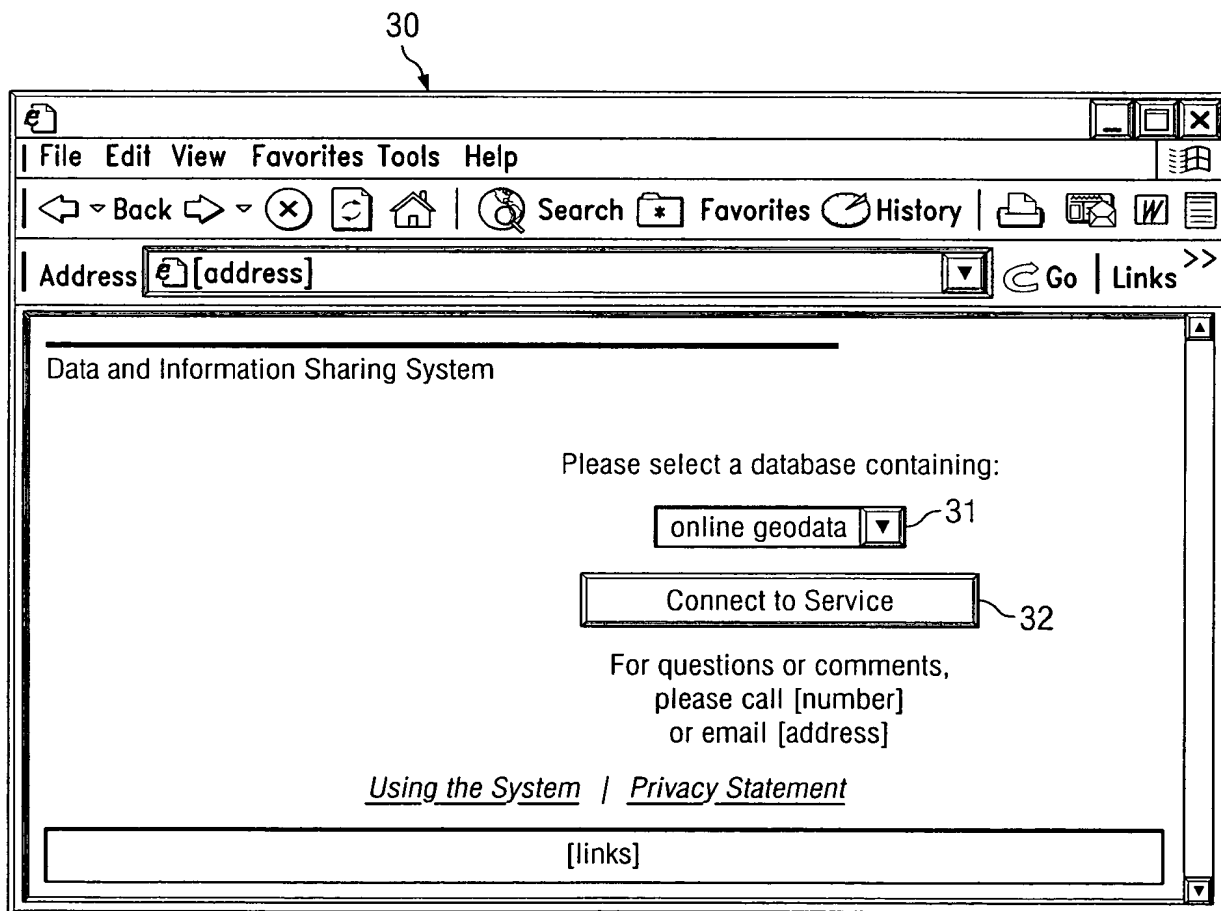 30
File Edit View Favorites Tools Help
Back Search Favorites History W
Address [address] Go Links >>
Data and Information Sharing System
Please select a database containing:
online geodata 31
Connect to Service 32
For questions or comments,
please call [number]
or email [address]
Using the System | Privacy Statement
[links]